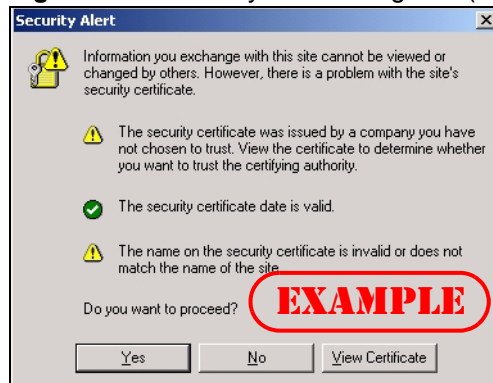 Security Alert
Information you exchange with this site cannot be viewed or
changed by others. However, there is a problem with the site's
security certificate.
The security certificate was issued by a company you have
not chosen to trust. View the certificate to determine whether
you want to trust the certifying authority.
The security certificate date is valid.
The name on the security certificate is invalid or does not
match the name of the site
Do you want to proceed?
EXAMPLE
Yes
No
View Certificate